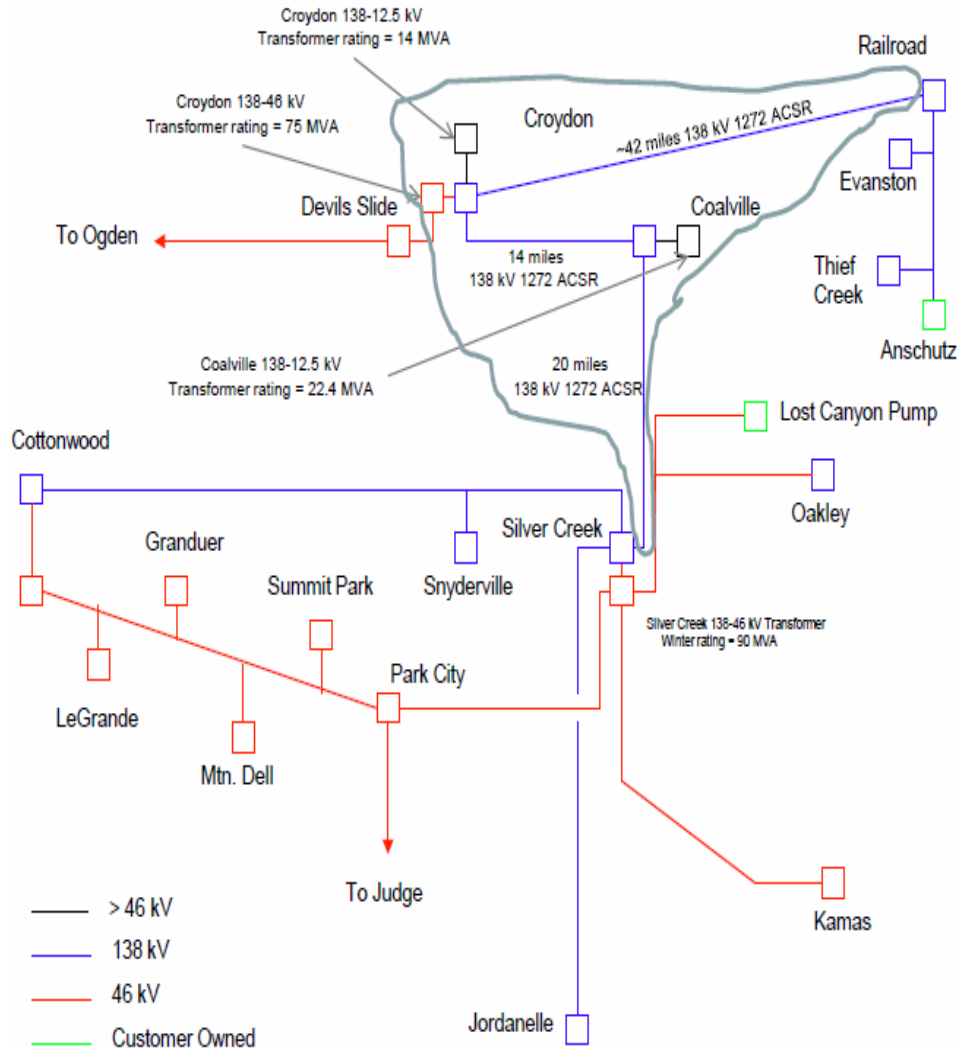 Croydon 138-12.5 kV
Transformer rating = 14 MVA
Railroad
Croydon 138-46 kV
Transformer rating = 75 MVA
Croydon
~42 miles 138 kV 1272 ACSR
Evanston
Devils Slide
Coalville
To Ogden
14 miles
138 kV 1272 ACSR
Thief
Creek
Anschutz
Coalville 138-12.5 kV
Transformer rating = 22.4 MVA
20 miles
138 kV 1272 ACSR
Lost Canyon Pump
Cottonwood
Oakley
Silver Creek
Granduer
Snyderville
Summit Park
Silver Creek 138-46 kV Transformer
Winter rating = 90 MVA
Park City
LeGrande
Mtn. Dell
To Judge
Kamas
> 46 kV
138 kV
46 kV
Jordanelle
Customer Owned